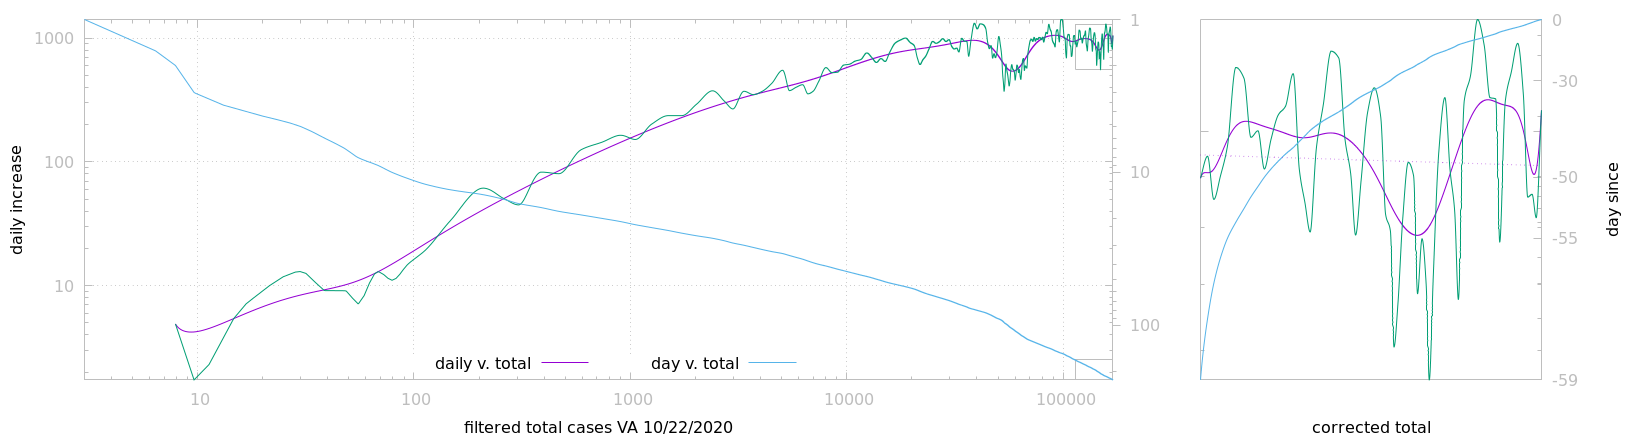 1000
100
10
daily increase
10
100
1000
10000
100000
filtered total cases VA 10/22/2020
daily v. total
day v. total
1
10
100
0
-30
-50
-55
-59
day since
corrected total